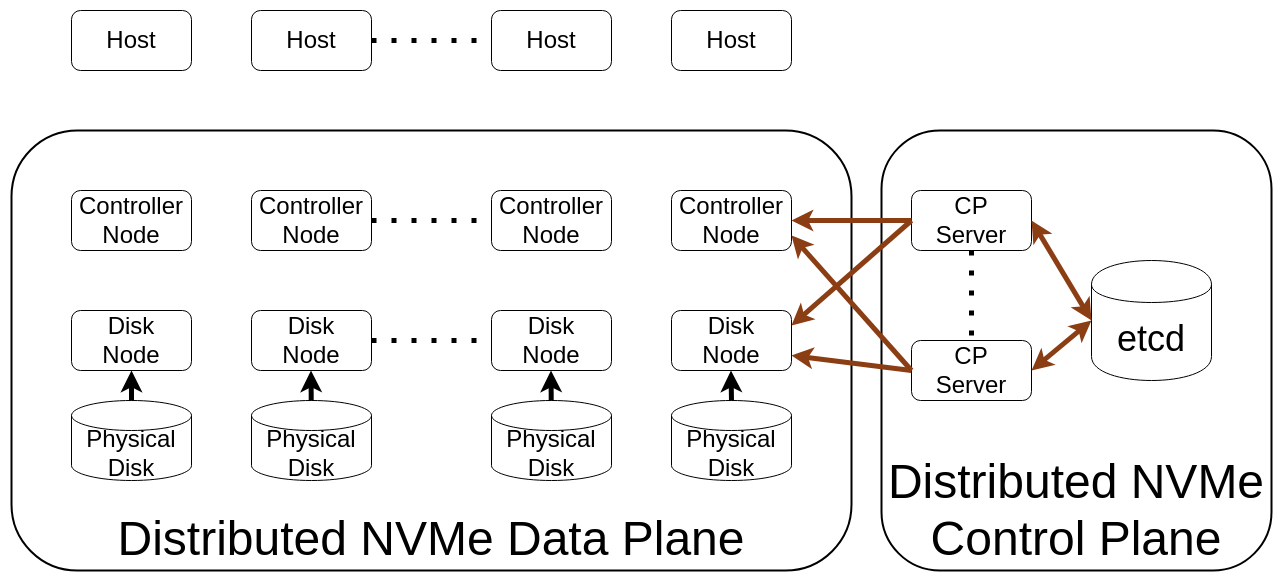 Host
Host
Host
Host
Controller
Node
Controller
Node
Controller
Node
Controller
Node
Disk
Node
Disk
Node
Disk
Node
Disk
Node
Physical
Disk
Physical
Disk
Physical
Disk
Physical
Disk
Distributed NVMe Data Plane
CP
Server
CP
Server
etcd
Distributed NVMe
Control Plane